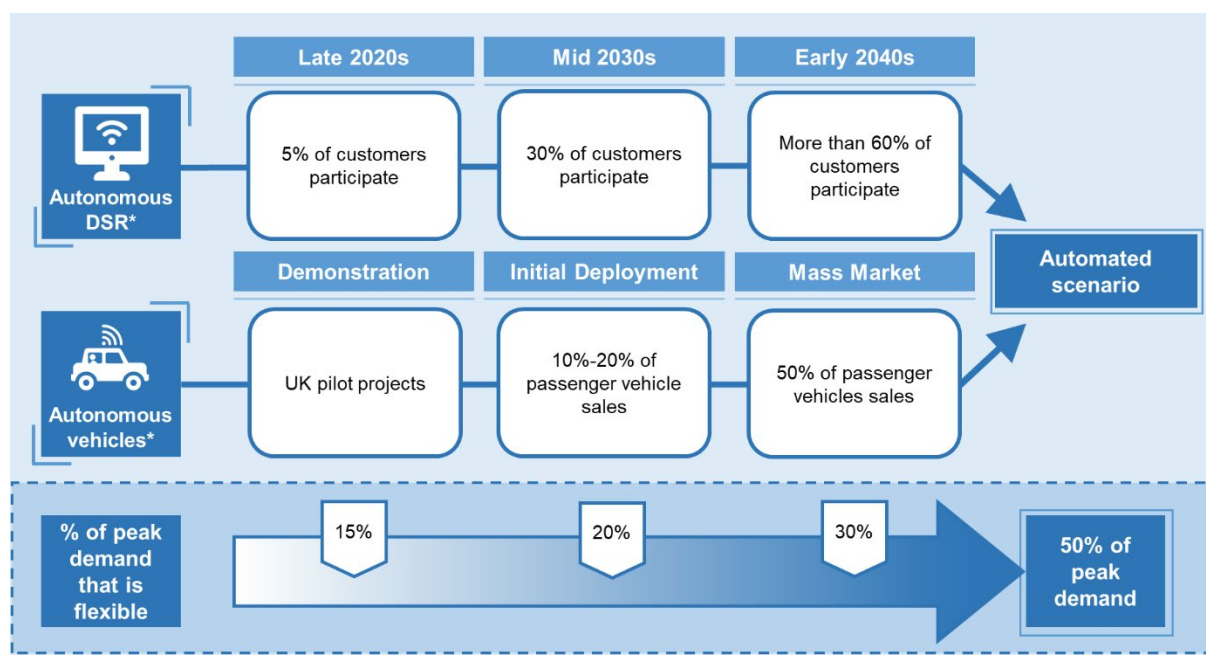 Late 2020s
Mid 2030s
Early 2040s
Autonomous
DSR*
5% of customers
participate
30% of customers
participate
More than 60% of
customers
participate
Automated
scenario
Demonstration
Initial Deployment
Mass Market
Autonomous
vehicles*
UK pilot projects
10%-20% of
passenger vehicle
sales
50% of passenger
vehicles sales
% of peak
demand
that is
flexible
15%
20%
30%
50% of
peak
demand